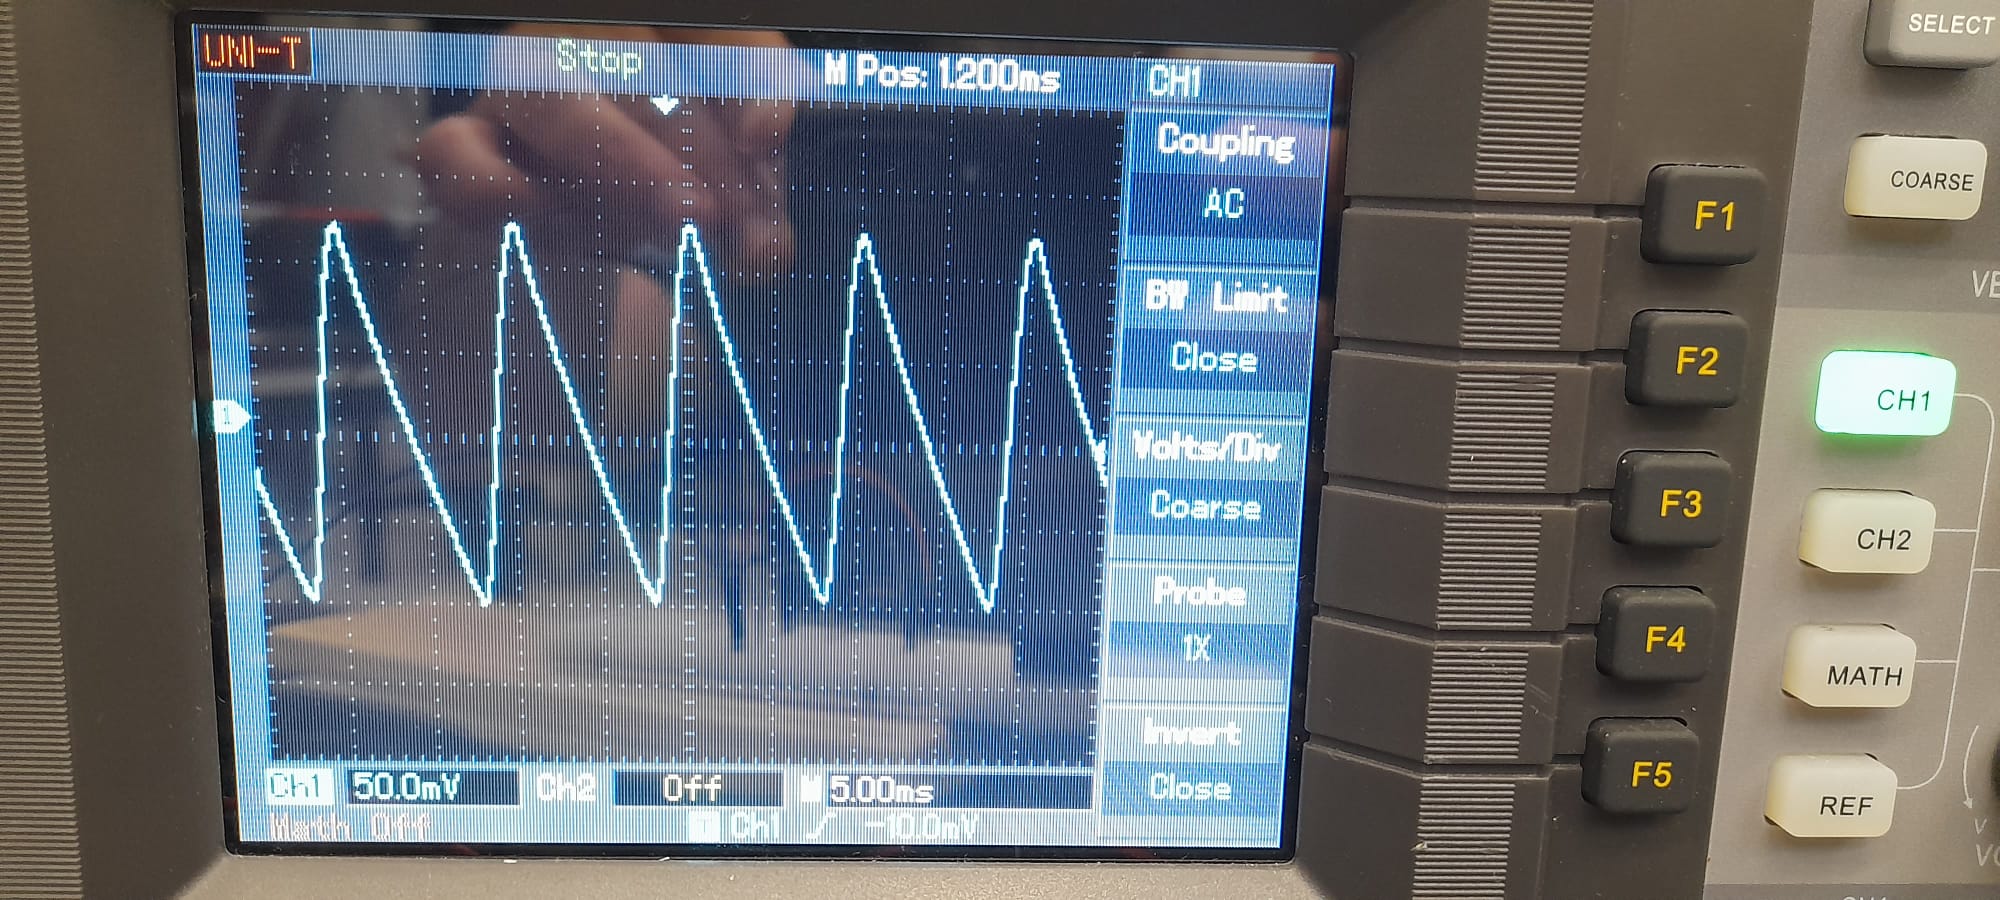 UNI-T Stop M Pos: 1.200ms CH1
Coupling
AC
BW Limit
Close
Volts/Div
Coarse
Probe
1X
Invert
Close
1
Ch1 50.0mV Ch2 Off M 5.00ms
Math Off T Ch1 -10.0mV
F1
F2
F3
F4
F5
SELECT
COARSE
CH1
CH2
MATH
REF